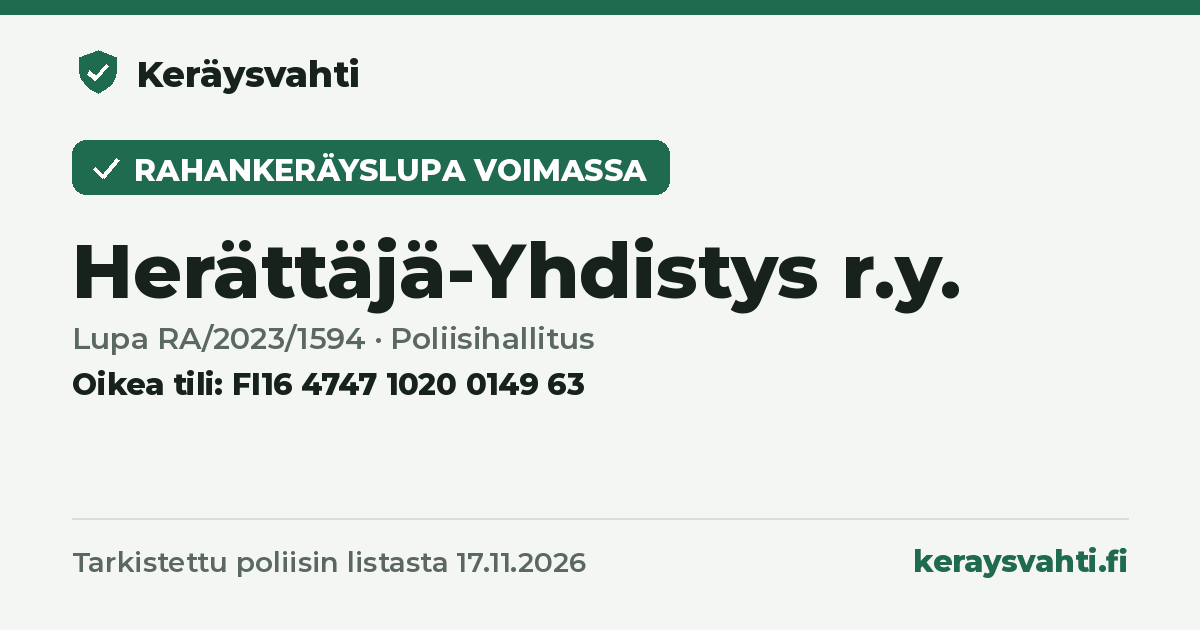 Keräysvahti
RAHANKERÄYSLUPA VOIMASSA
Herättäjä-Yhdistys r.y.
Lupa RA/2023/1594 · Poliisihallitus
Oikea tili: FI16 4747 1020 0149 63
Tarkistettu poliisin listasta 17.11.2026
keraysvahti.fi